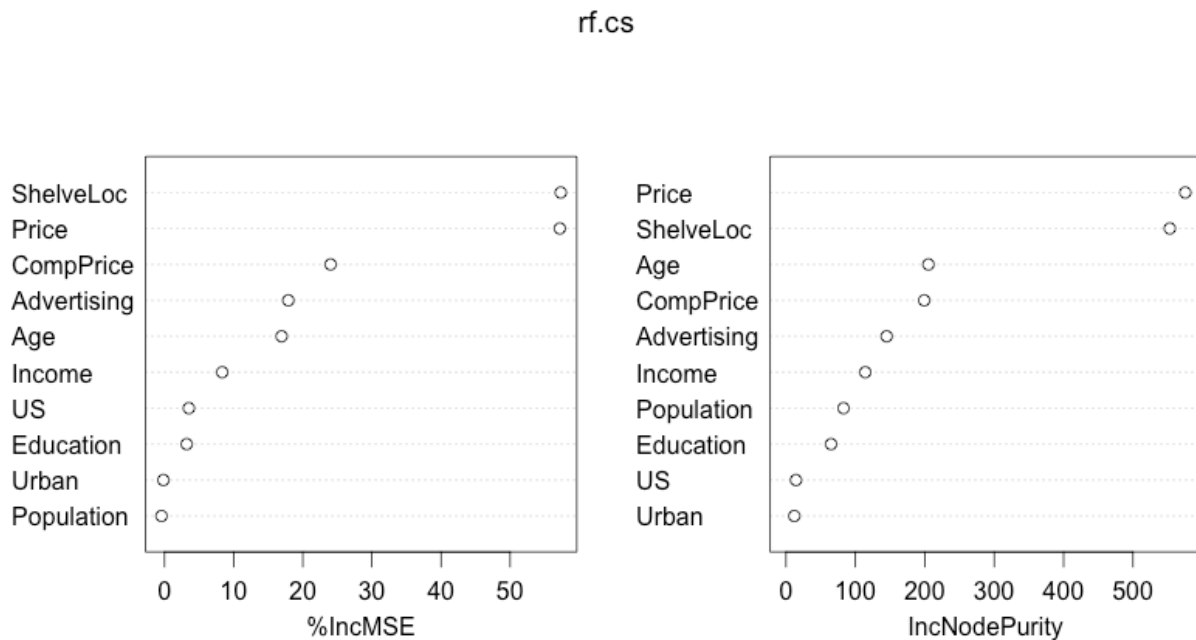 rf.cs
ShelveLoc
Price
CompPrice
Advertising
Age
Income
US
Education
Urban
Population
0 10 20 30 40 50
%IncMSE
Price
ShelveLoc
Age
CompPrice
Advertising
Income
Population
Education
US
Urban
0 100 200 300 400 500
IncNodePurity